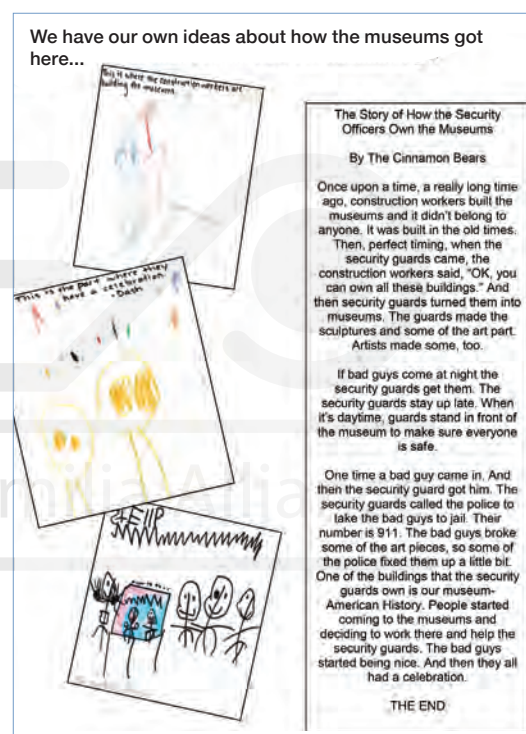 We have our own ideas about how the museums got
here...
This is where the construction workers are
building the museums.
This is the part where they
have a celebration.
-Dash
The Story of How the Security
Officers Own the Museums
By The Cinnamon Bears
Once upon a time, a really long time
ago, construction workers built the
museums and it didn't belong to
anyone. It was built in the old times.
Then, perfect timing, when the
security guards came, the
construction workers said, "OK, you
can own all these buildings." And
then security guards turned them into
museums. The guards made the
sculptures and some of the art part.
Artists made some, too.
If bad guys come at night the
security guards get them. The
security guards stay up late. When
it's daytime, guards stand in front of
the museum to make sure everyone
is safe.
One time a bad guy came in. And
then the security guard got him. The
security guards called the police to
take the bad guys to jail. Their
number is 911. The bad guys broke
some of the art pieces, so some of
the police fixed them up a little bit.
One of the buildings that the security
guards own is our museum-
American History. People started
coming to the museums and
deciding to work there and help the
security guards. The bad guys
started being nice. And then they all
had a celebration.
THE END